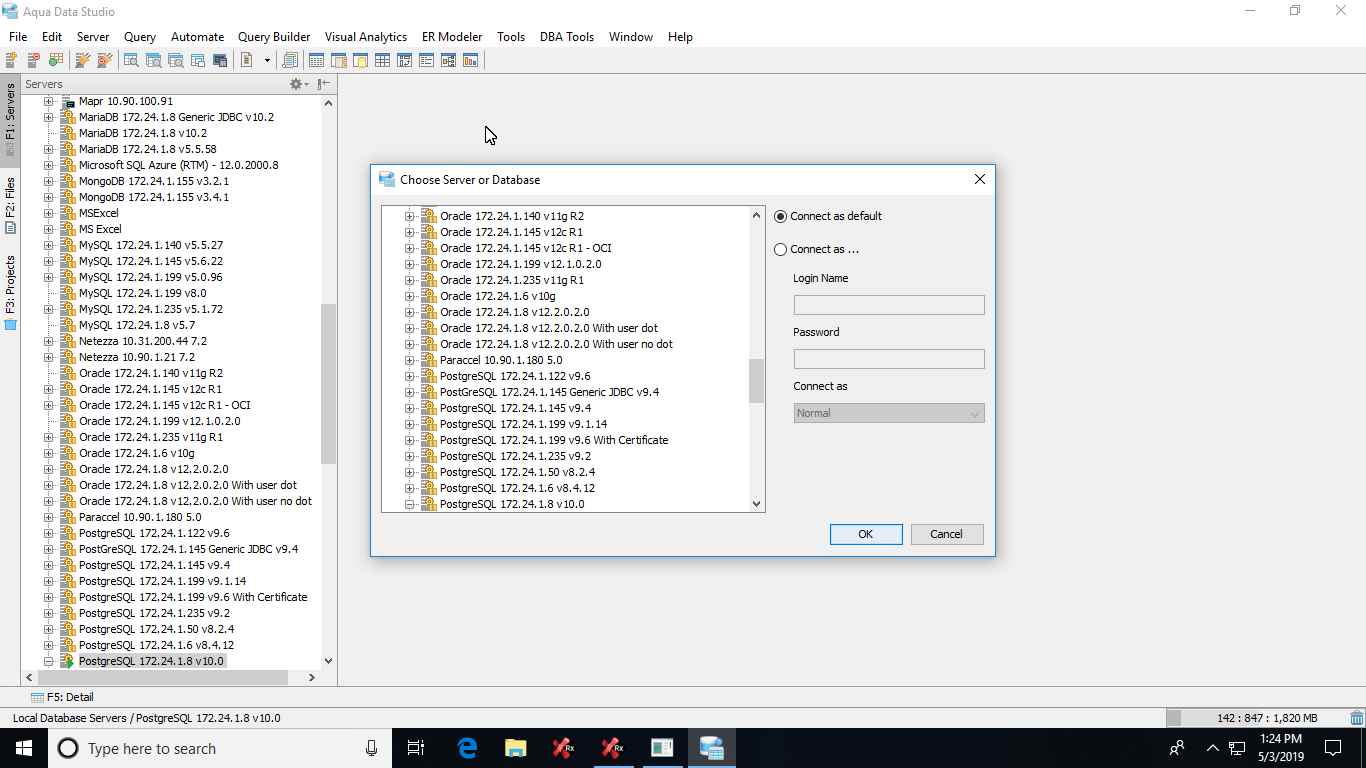 Aqua Data Studio
File Edit Server Query Automate Query Builder Visual Analytics ER Modeler Tools DBA Tools Window Help
F1: Servers
F2: Files
F3: Projects
Servers
Mapr 10.90.100.91
MariaDB 172.24.1.8 Generic JDBC v10.2
MariaDB 172.24.1.8 v10.2
MariaDB 172.24.1.8 v5.5.58
Microsoft SQL Azure (RTM) - 12.0.2000.8
MongoDB 172.24.1.155 v3.2.1
MongoDB 172.24.1.155 v3.4.1
MSExcel
MS Excel
MySQL 172.24.1.140 v5.5.27
MySQL 172.24.1.145 v5.6.22
MySQL 172.24.1.199 v5.0.96
MySQL 172.24.1.199 v8.0
MySQL 172.24.1.235 v5.1.72
MySQL 172.24.1.8 v5.7
Netezza 10.31.200.44 7.2
Netezza 10.90.1.21 7.2
Oracle 172.24.1.140 v11g R2
Oracle 172.24.1.145 v12c R1
Oracle 172.24.1.145 v12c R1 - OCI
Oracle 172.24.1.199 v12.1.0.2.0
Oracle 172.24.1.235 v11g R1
Oracle 172.24.1.6 v10g
Oracle 172.24.1.8 v12.2.0.2.0
Oracle 172.24.1.8 v12.2.0.2.0 With user dot
Oracle 172.24.1.8 v12.2.0.2.0 With user no dot
Paraccel 10.90.1.180 5.0
PostgreSQL 172.24.1.122 v9.6
PostGreSQL 172.24.1.145 Generic JDBC v9.4
PostgreSQL 172.24.1.145 v9.4
PostgreSQL 172.24.1.199 v9.1.14
PostgreSQL 172.24.1.199 v9.6 With Certificate
PostgreSQL 172.24.1.235 v9.2
PostgreSQL 172.24.1.50 v8.2.4
PostgreSQL 172.24.1.6 v8.4.12
PostgreSQL 172.24.1.8 v10.0
Choose Server or Database
Oracle 172.24.1.140 v11g R2
Oracle 172.24.1.145 v12c R1
Oracle 172.24.1.145 v12c R1 - OCI
Oracle 172.24.1.199 v12.1.0.2.0
Oracle 172.24.1.235 v11g R1
Oracle 172.24.1.6 v10g
Oracle 172.24.1.8 v12.2.0.2.0
Oracle 172.24.1.8 v12.2.0.2.0 With user dot
Oracle 172.24.1.8 v12.2.0.2.0 With user no dot
Paraccel 10.90.1.180 5.0
PostgreSQL 172.24.1.122 v9.6
PostGreSQL 172.24.1.145 Generic JDBC v9.4
PostgreSQL 172.24.1.145 v9.4
PostgreSQL 172.24.1.199 v9.1.14
PostgreSQL 172.24.1.199 v9.6 With Certificate
PostgreSQL 172.24.1.235 v9.2
PostgreSQL 172.24.1.50 v8.2.4
PostgreSQL 172.24.1.6 v8.4.12
PostgreSQL 172.24.1.8 v10.0
Connect as default
Connect as ...
Login Name
Password
Connect as
Normal
OK Cancel
F5: Detail
Local Database Servers / PostgreSQL 172.24.1.8 v10.0
142 : 847 : 1,820 MB
Type here to search
Rx
Rx
1:24 PM
5/3/2019